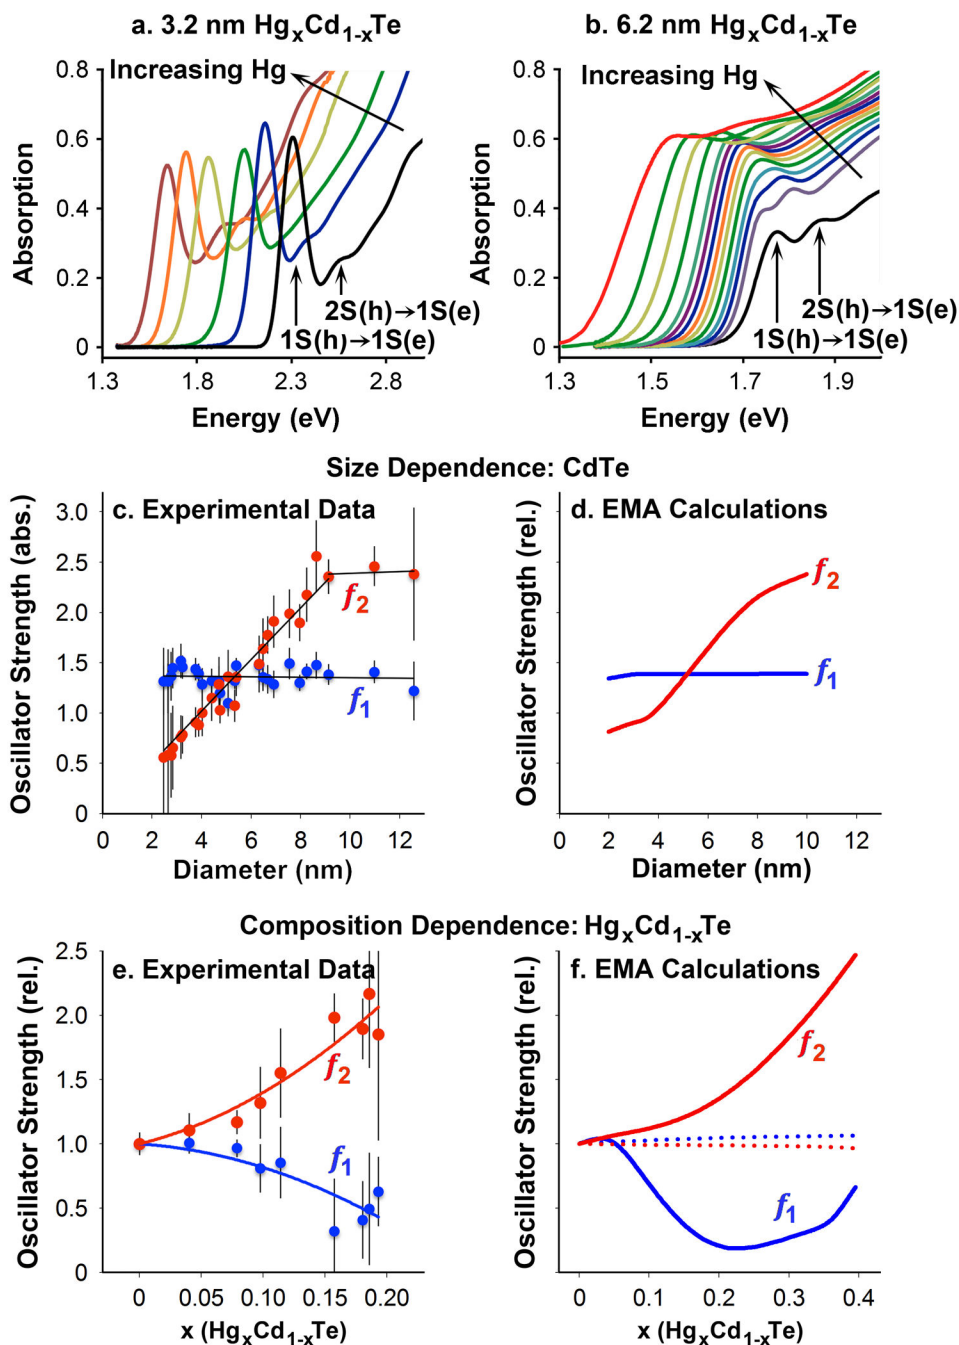 a. 3.2 nm HgxCd1-xTe
b. 6.2 nm HgxCd1-xTe
Absorption
0.8
0.6
0.4
0.2
0
Increasing Hg
2S(h)→1S(e)
1S(h)→1S(e)
1.3
1.8
2.3
2.8
Energy (eV)
Absorption
0.8
0.6
0.4
0.2
0
Increasing Hg
2S(h)→1S(e)
1S(h)→1S(e)
1.3
1.5
1.7
1.9
Energy (eV)
Size Dependence: CdTe
c. Experimental Data
Oscillator Strength (abs.)
3.0
2.5
2.0
1.5
1.0
0.5
0
f2
f1
0
2
4
6
8
10
12
Diameter (nm)
d. EMA Calculations
Oscillator Strength (rel.)
f2
f1
0
2
4
6
8
10
12
Diameter (nm)
Composition Dependence: HgxCd1-xTe
e. Experimental Data
Oscillator Strength (rel.)
2.5
2.0
1.5
1.0
0.5
0
f2
f1
0
0.05
0.10
0.15
0.20
x (HgxCd1-xTe)
f. EMA Calculations
Oscillator Strength (rel.)
f2
f1
0
0.1
0.2
0.3
0.4
x (HgxCd1-xTe)